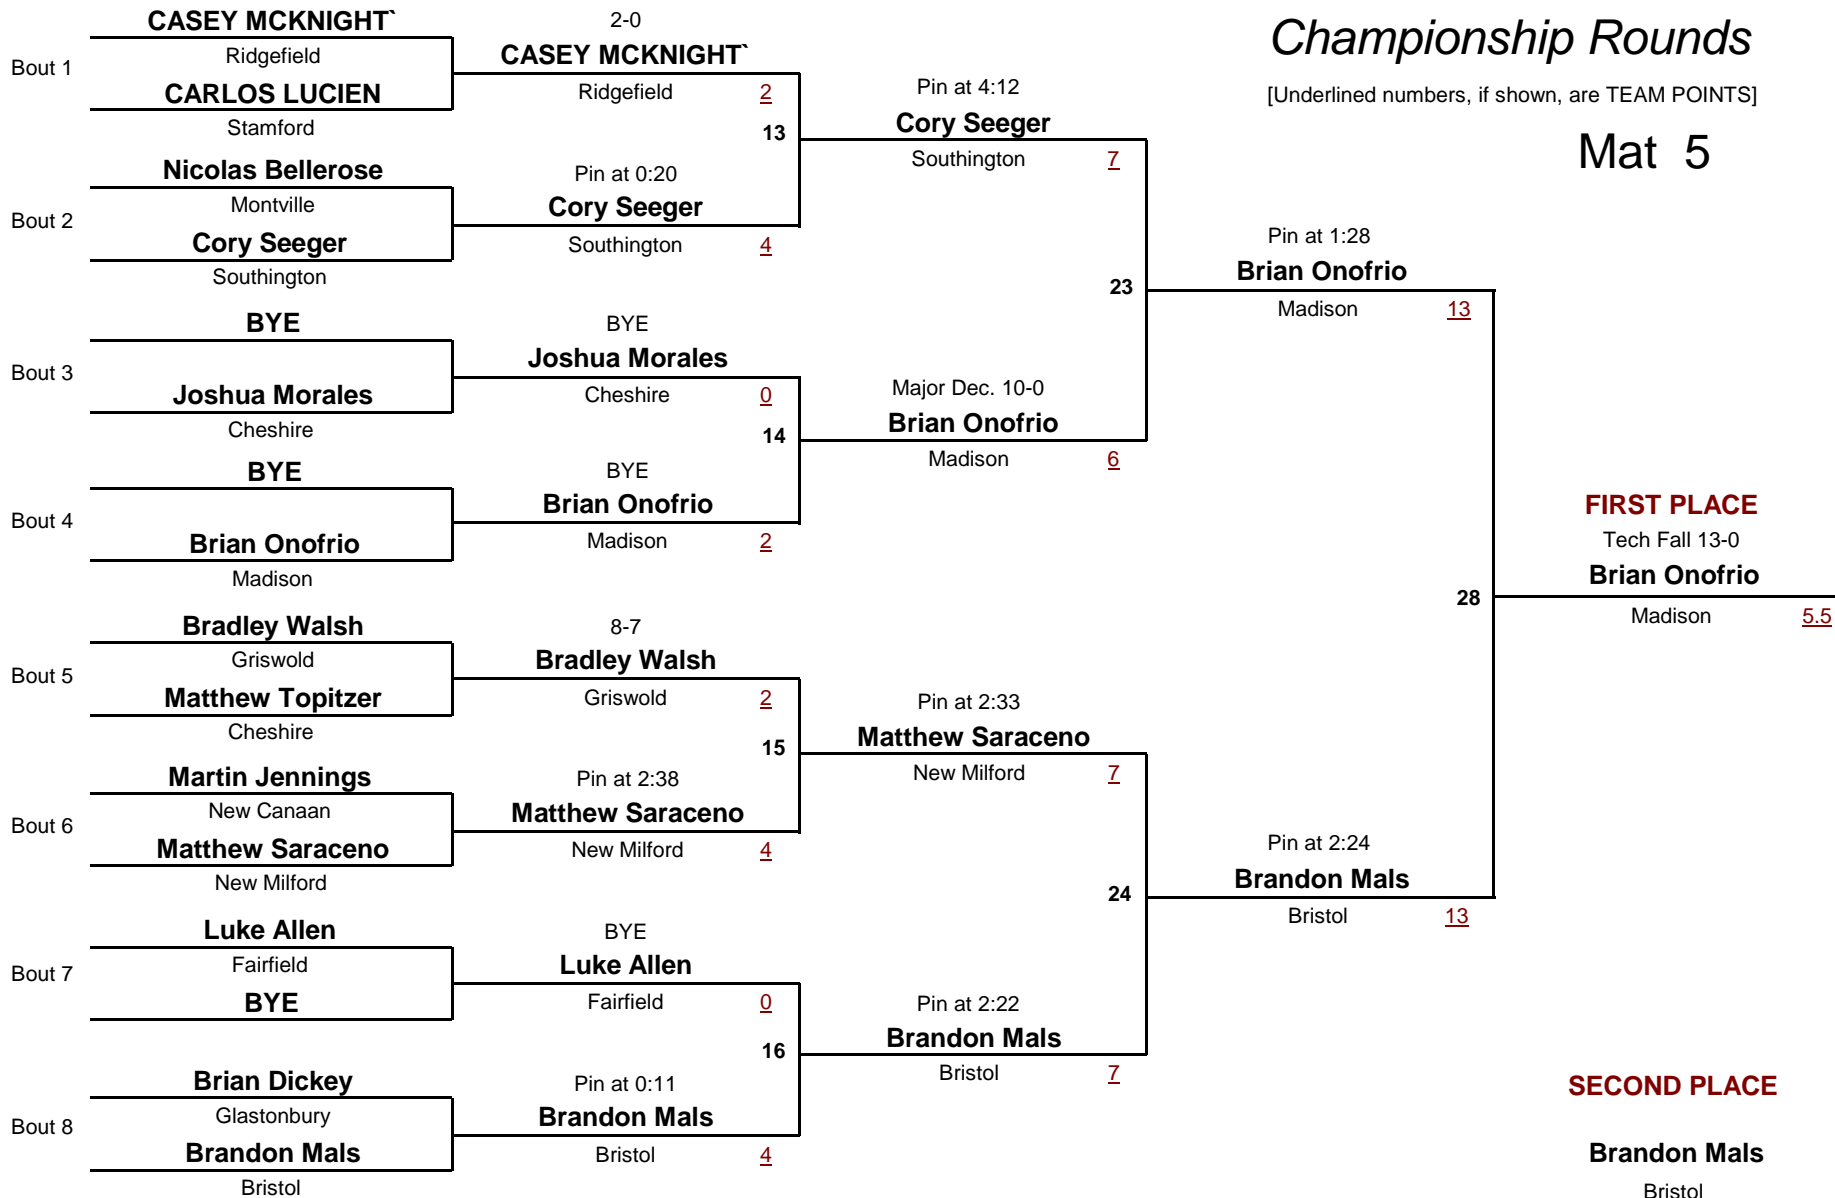 Championship Rounds
[Underlined numbers, if shown, are TEAM POINTS]
Mat 5
Bout 1
CASEY MCKNIGHT`
Ridgefield
CARLOS LUCIEN
Stamford
Bout 2
Nicolas Bellerose
Montville
Cory Seeger
Southington
Bout 3
BYE
Joshua Morales
Cheshire
Bout 4
BYE
Brian Onofrio
Madison
Bout 5
Bradley Walsh
Griswold
Matthew Topitzer
Cheshire
Bout 6
Martin Jennings
New Canaan
Matthew Saraceno
New Milford
Bout 7
Luke Allen
Fairfield
BYE
Bout 8
Brian Dickey
Glastonbury
Brandon Mals
Bristol
2-0
CASEY MCKNIGHT`
Ridgefield 2
13
Pin at 0:20
Cory Seeger
Southington 4
BYE
Joshua Morales
Cheshire 0
14
BYE
Brian Onofrio
Madison 2
8-7
Bradley Walsh
Griswold 2
15
Pin at 2:38
Matthew Saraceno
New Milford 4
BYE
Luke Allen
Fairfield 0
16
Pin at 0:11
Brandon Mals
Bristol 4
Pin at 4:12
Cory Seeger
Southington 7
23
Major Dec. 10-0
Brian Onofrio
Madison 6
Pin at 2:33
Matthew Saraceno
New Milford 7
24
Pin at 2:22
Brandon Mals
Bristol 7
Pin at 1:28
Brian Onofrio
Madison 13
28
Pin at 2:24
Brandon Mals
Bristol 13
FIRST PLACE
Tech Fall 13-0
Brian Onofrio
Madison 5.5
SECOND PLACE
Brandon Mals
Bristol